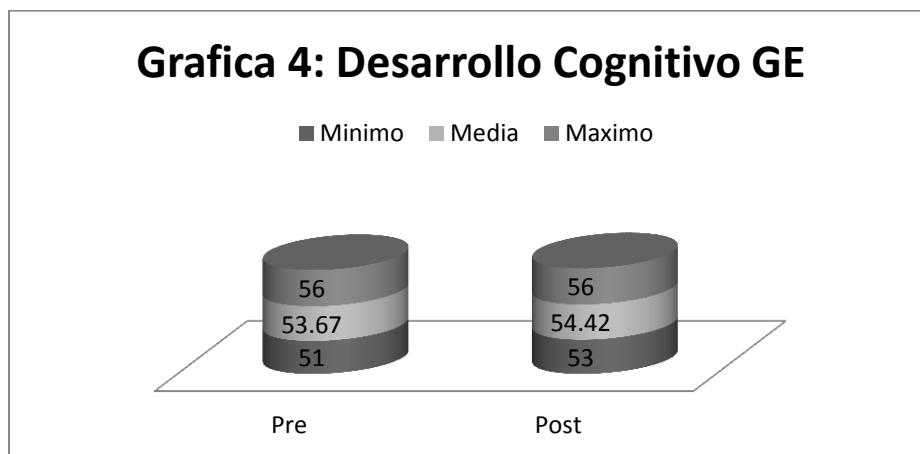 Grafica 4: Desarrollo Cognitivo GE
Minimo Media Maximo
56 56
53.67 54.42
51 53
Pre Post